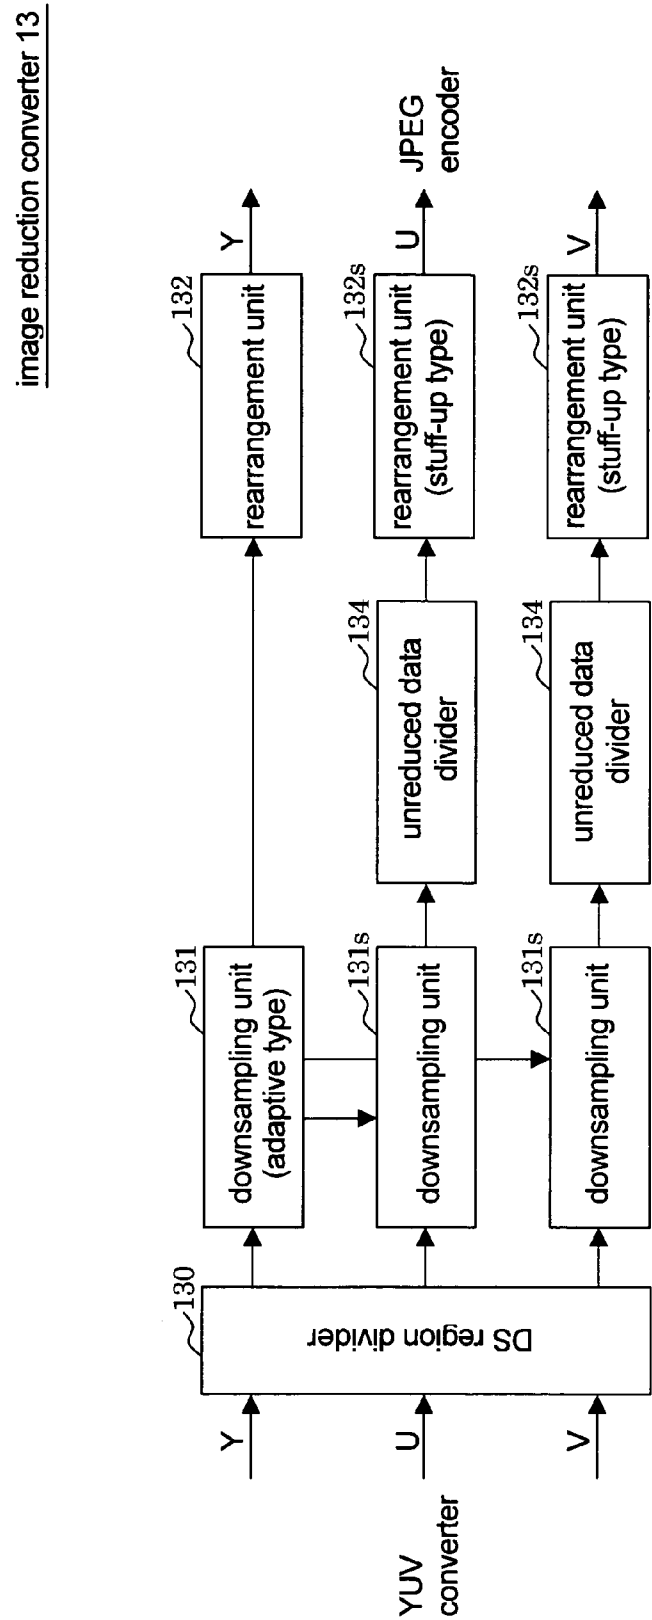 image reduction converter 13
YUV
converter
Y
U
V
130
DS region divider
131
downsampling unit
(adaptive type)
131s
downsampling unit
131s
downsampling unit
134
unreduced data
divider
134
unreduced data
divider
132
rearrangement unit
132s
rearrangement unit
(stuff-up type)
132s
rearrangement unit
(stuff-up type)
Y
U
V
JPEG
encoder